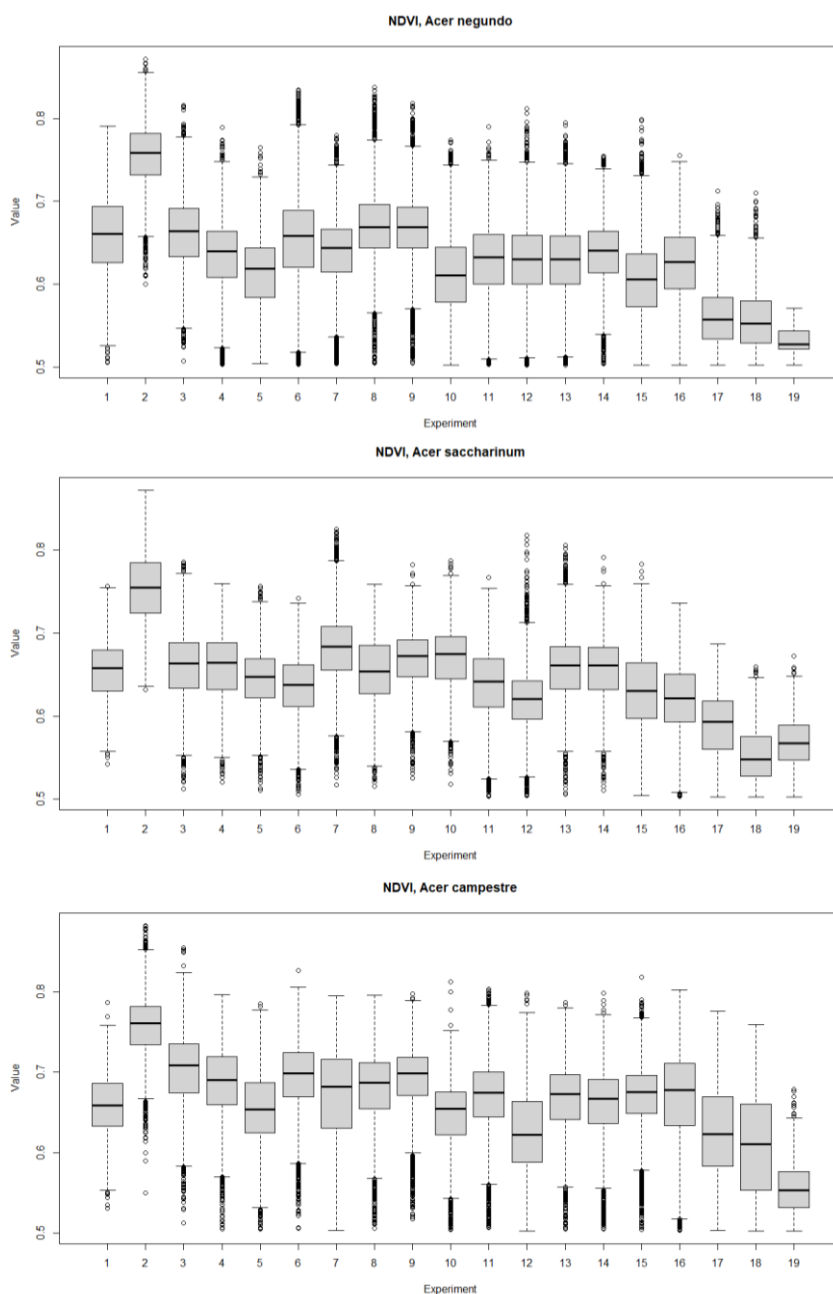 NDVI, Acer negundo
Value
0.8
0.7
0.6
0.5
1 2 3 4 5 6 7 8 9 10 11 12 13 14 15 16 17 18 19
Experiment
NDVI, Acer saccharinum
Value
0.8
0.7
0.6
0.5
1 2 3 4 5 6 7 8 9 10 11 12 13 14 15 16 17 18 19
Experiment
NDVI, Acer campestre
Value
0.8
0.7
0.6
0.5
1 2 3 4 5 6 7 8 9 10 11 12 13 14 15 16 17 18 19
Experiment